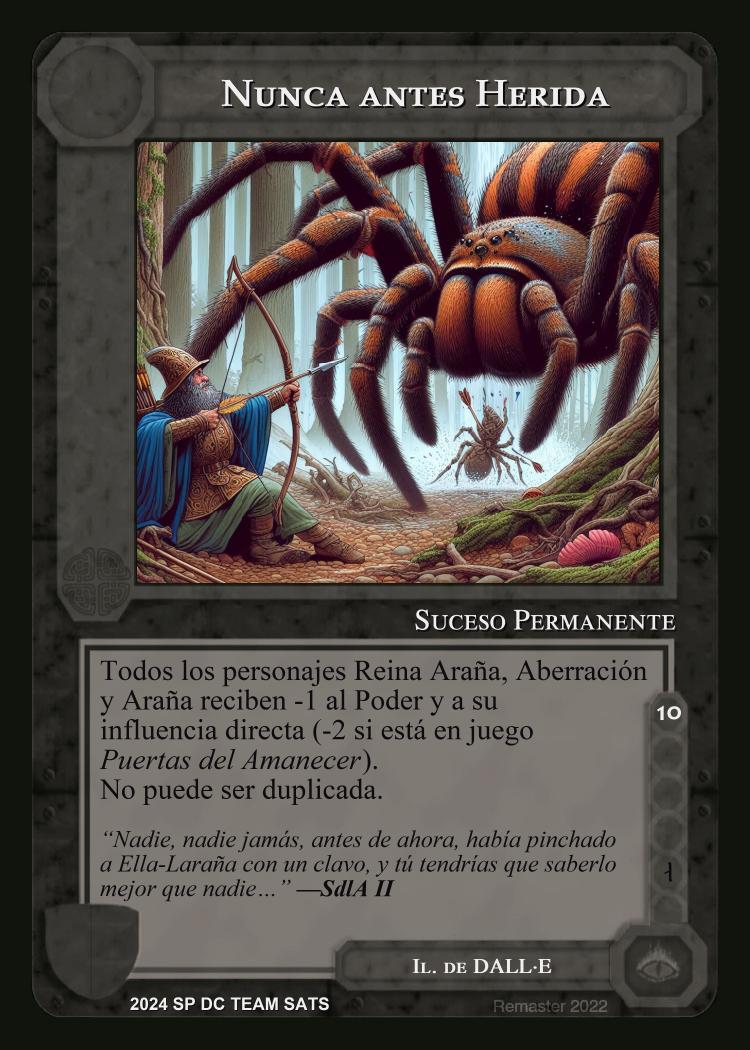 Nunca antes Herida
Suceso Permanente
Todos los personajes Reina Araña, Aberración
y Araña reciben -1 al Poder y a su
influencia directa (-2 si está en juego
Puertas del Amanecer).
No puede ser duplicada.
10
“Nadie, nadie jamás, antes de ahora, había pinchado
a Ella-Laraña con un clavo, y tú tendrías que saberlo
mejor que nadie…” —SdlA II
Il. de DALL·E
2024 SP DC TEAM SATS
Remaster 2022